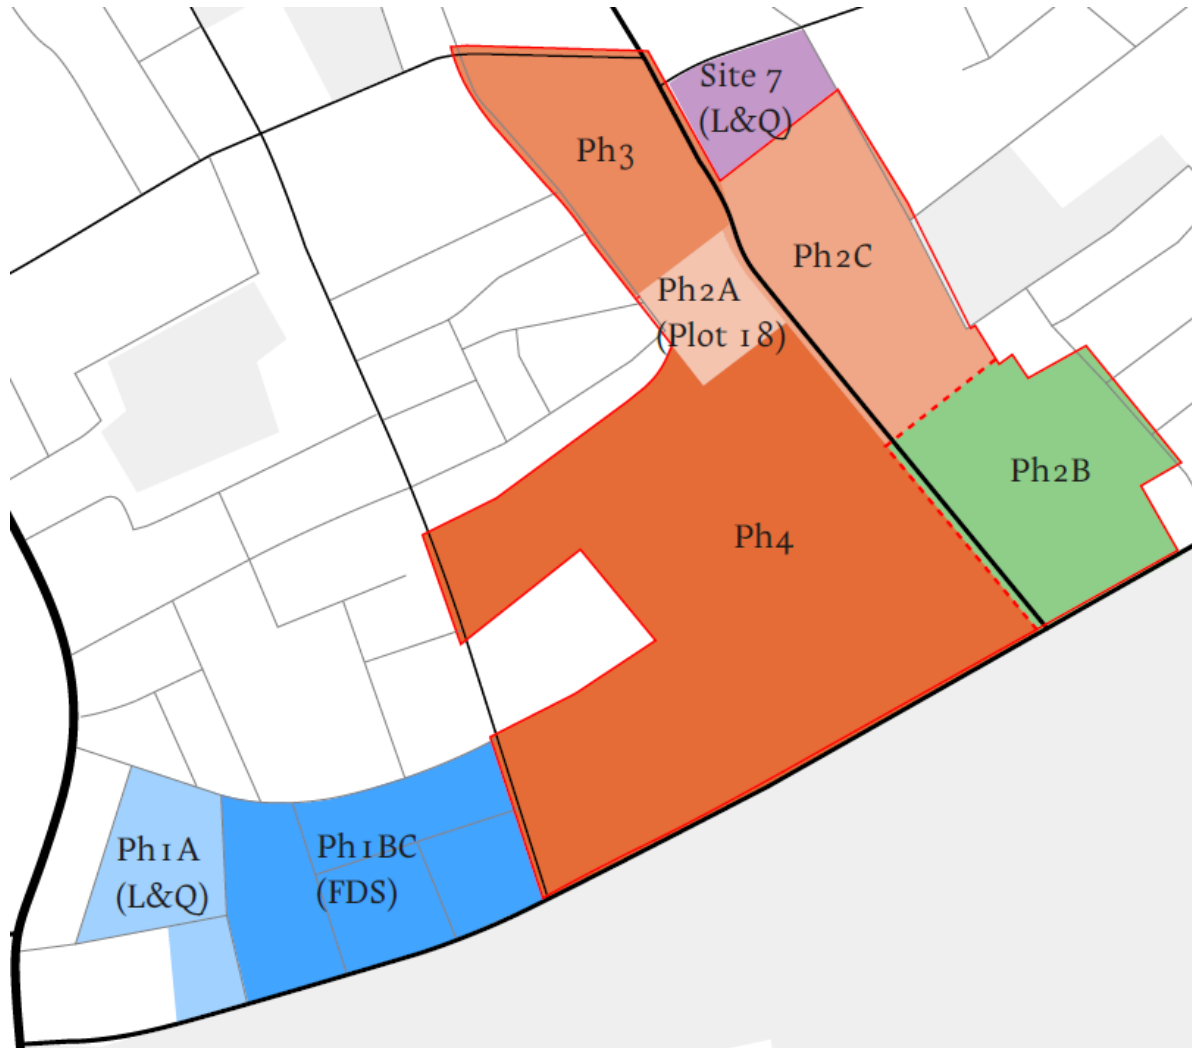 Site 7
(L&Q)
Ph3
Ph2C
Ph2A
(Plot 18)
Ph2B
Ph4
Ph1A
(L&Q)
Ph1BC
(FDS)